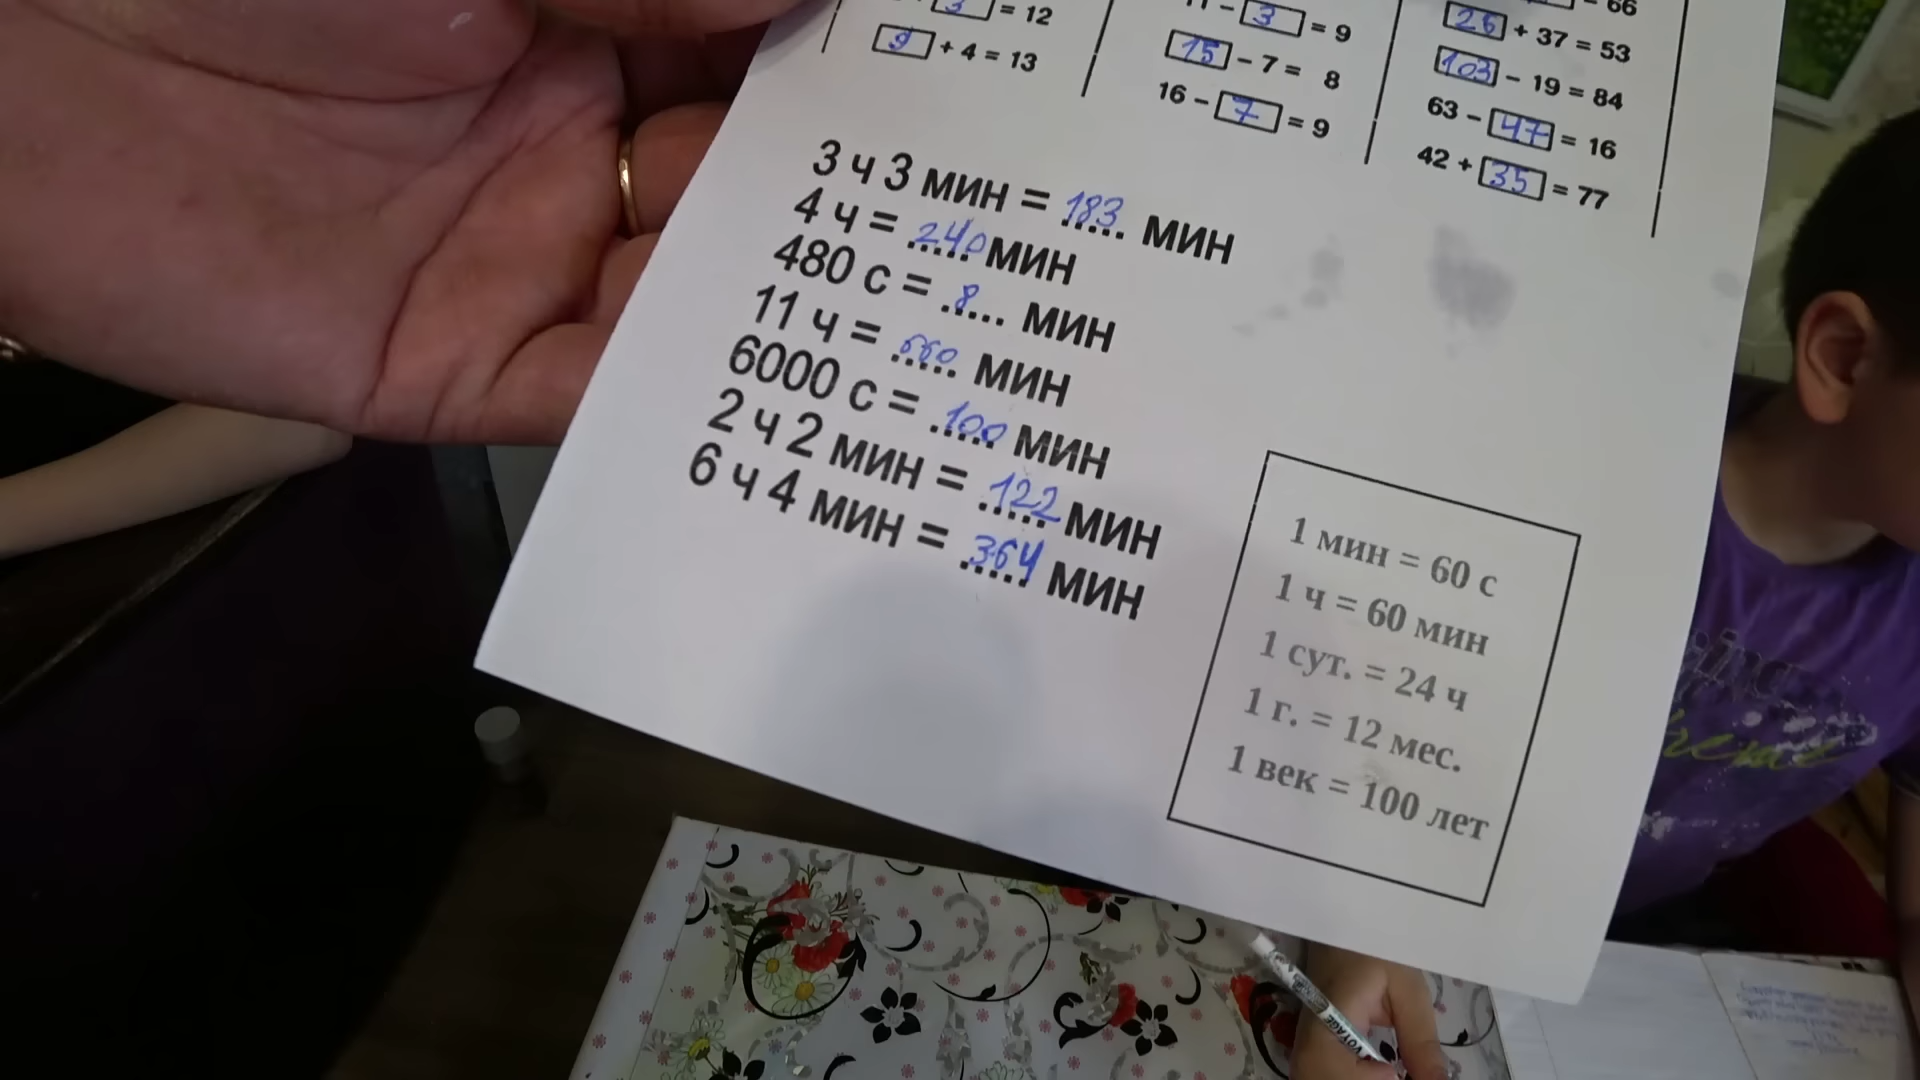 3 = 12
9 + 4 = 13
11 - 3 = 9
15 - 7 = 8
16 - 7 = 9
= 66
26 + 37 = 53
103 - 19 = 84
63 - 47 = 16
42 + 35 = 77
3 ч 3 мин = 183 мин
4 ч = 240 мин
480 с = 8 мин
11 ч = 660 мин
6000 с = 100 мин
2 ч 2 мин = 122 мин
6 ч 4 мин = 364 мин
1 мин = 60 с
1 ч = 60 мин
1 сут. = 24 ч
1 г. = 12 мес.
1 век = 100 лет
VOYAGE